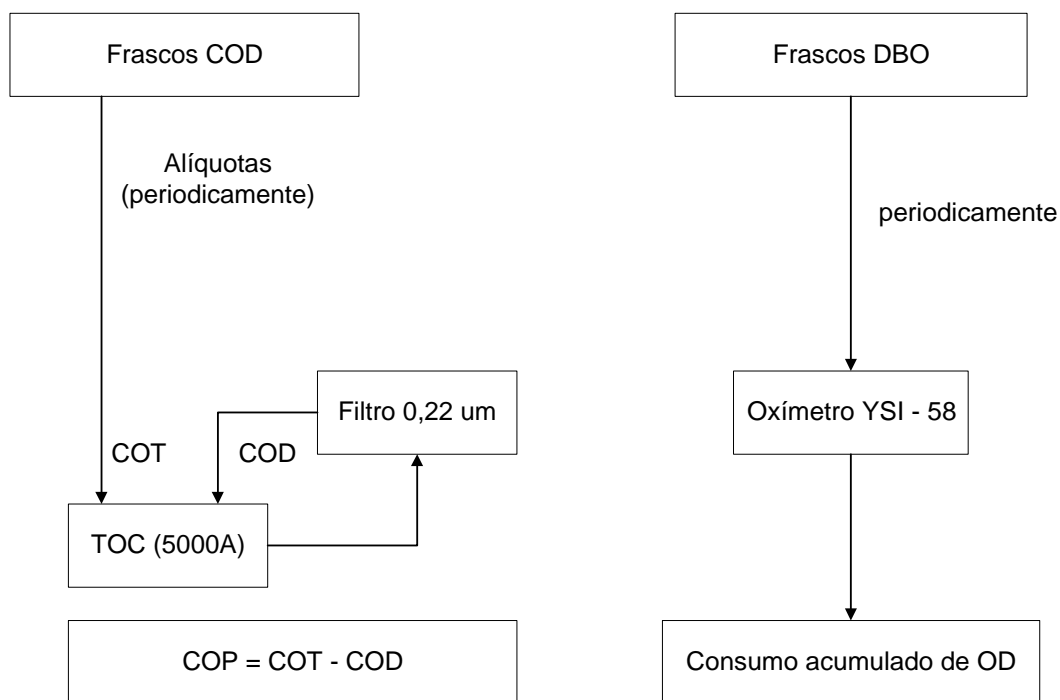 Frascos COD
Frascos DBO
Alíquotas
(periodicamente)
periodicamente
Filtro 0,22 um
Oxímetro YSI - 58
COT
COD
TOC (5000A)
COP = COT - COD
Consumo acumulado de OD